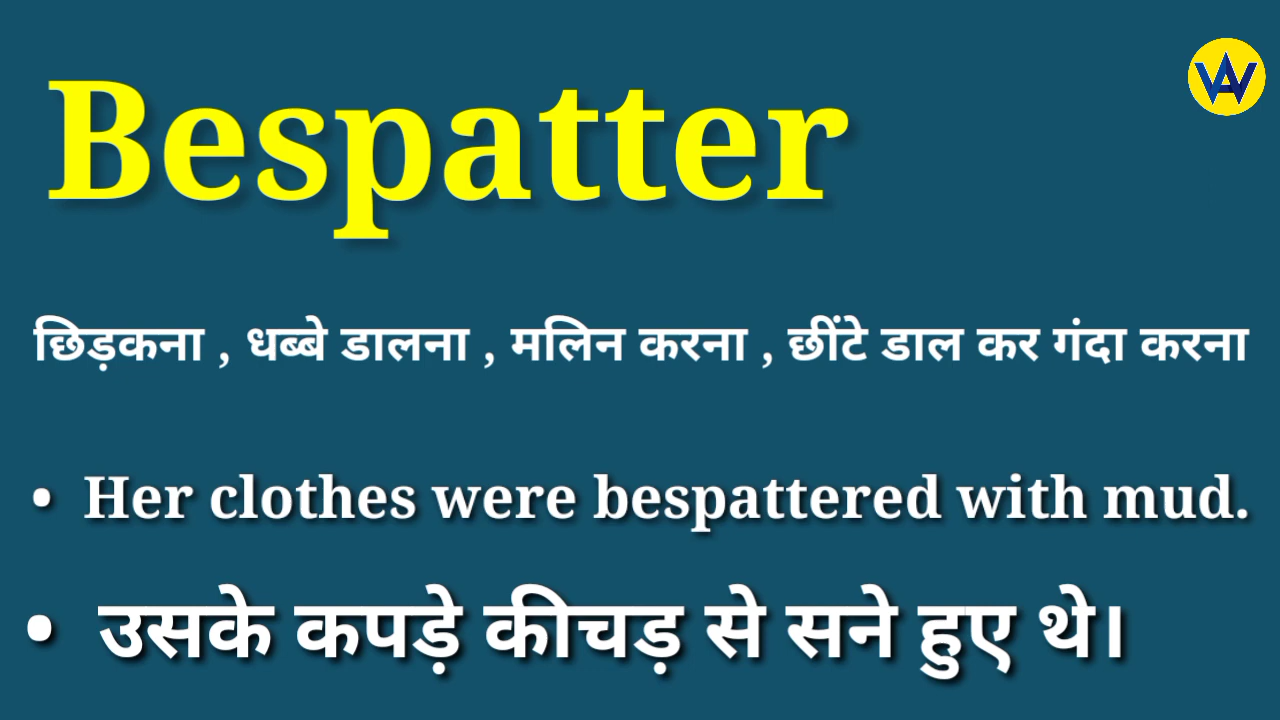 Bespatter
छिड़कना , धब्बे डालना , मलिन करना , छींटे डाल कर गंदा करना
• Her clothes were bespattered with mud.
• उसके कपड़े कीचड़ से सने हुए थे।